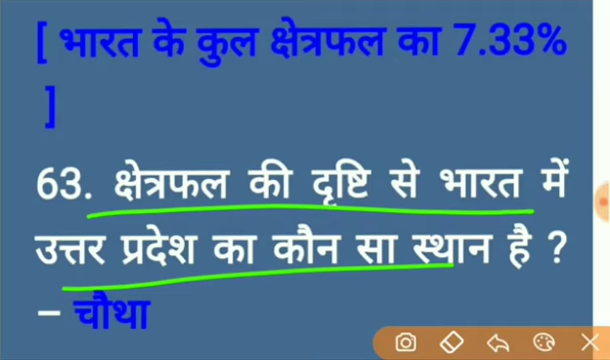 [ भारत के कुल क्षेत्रफल का 7.33%
]
63. क्षेत्रफल की दृष्टि से भारत में
उत्तर प्रदेश का कौन सा स्थान है ?
– चौथा